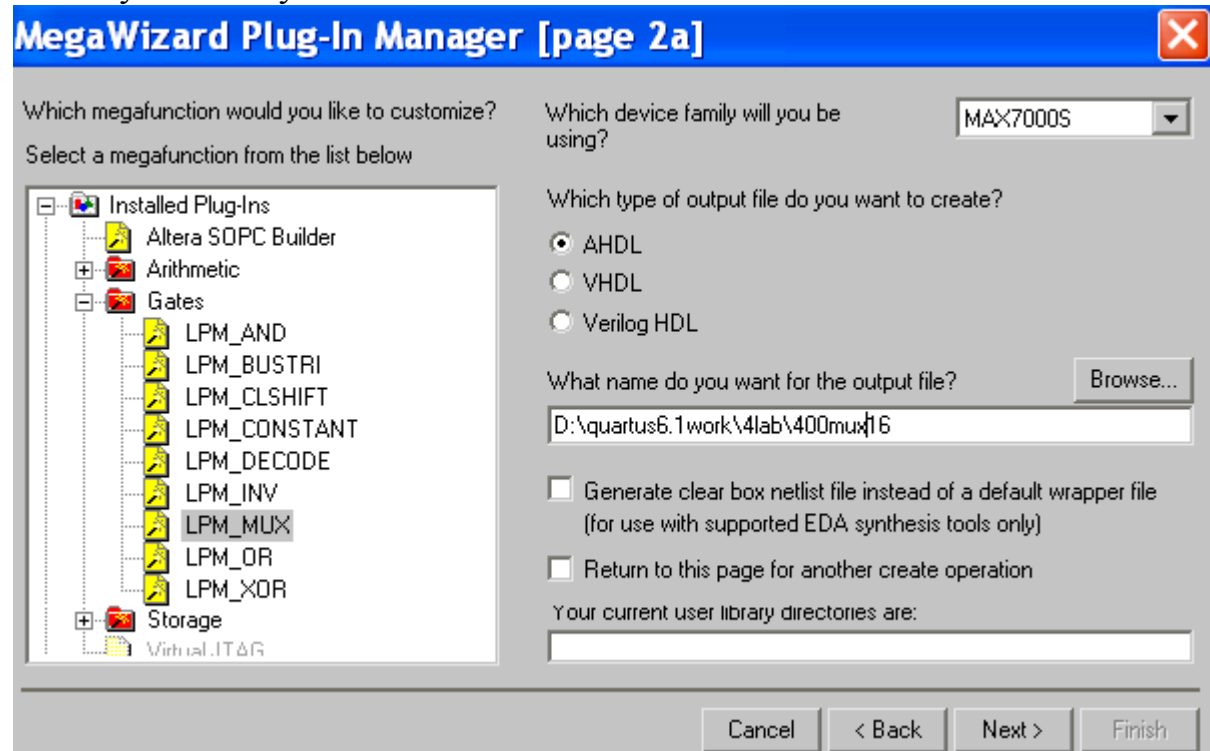 MegaWizard Plug-In Manager [page 2a]
Which megafunction would you like to customize?
Select a megafunction from the list below
Installed Plug-Ins
Altera SOPC Builder
Arithmetic
Gates
LPM_AND
LPM_BUSTRI
LPM_CLSHIFT
LPM_CONSTANT
LPM_DECODE
LPM_INV
LPM_MUX
LPM_OR
LPM_XOR
Storage
Virtual JTAG
Which device family will you be
using?
MAX7000S
Which type of output file do you want to create?
AHDL
VHDL
Verilog HDL
What name do you want for the output file?
Browse...
D:\quartus6.1work\4lab\400mux16
Generate clear box netlist file instead of a default wrapper file
(for use with supported EDA synthesis tools only)
Return to this page for another create operation
Your current user library directories are:
Cancel
< Back
Next >
Finish